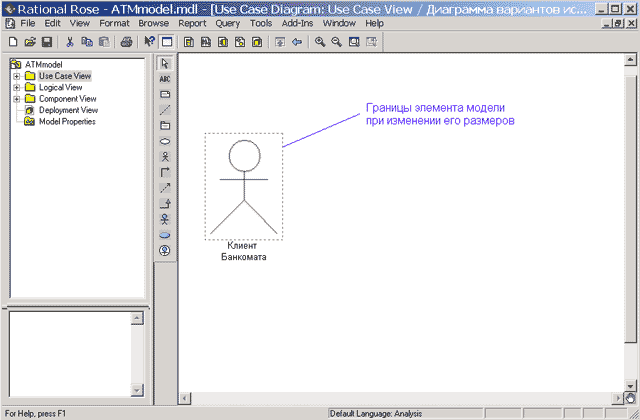 Rational Rose - ATMmodel.mdl - [Use Case Diagram: Use Case View / Диаграмма вариантов ис...
File Edit View Format Browse Report Query Tools Add-Ins Window Help
ABC
ATMmodel
Use Case View
Logical View
Component View
Deployment View
Model Properties
Границы элемента модели
при изменении его размеров
Клиент
Банкомата
For Help, press F1
Default Language: Analysis